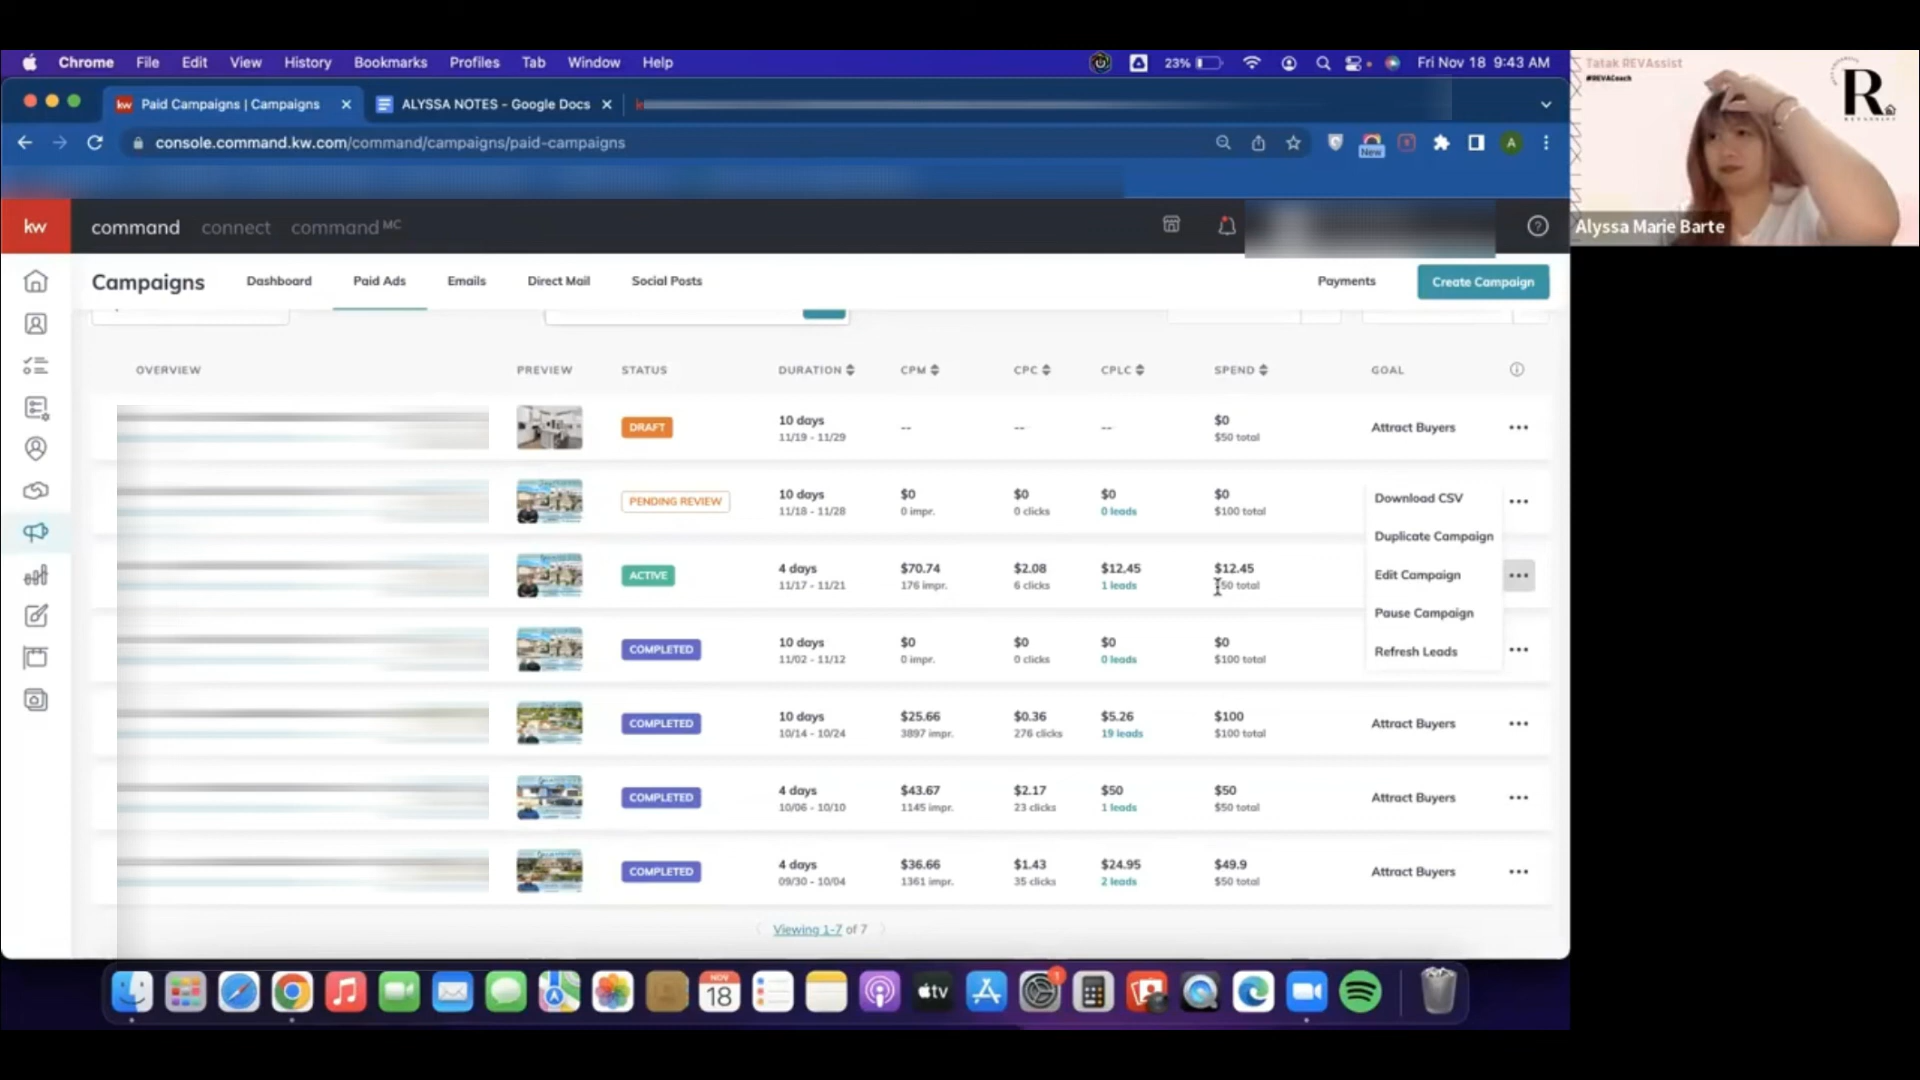 Chrome File Edit View History Bookmarks Profiles Tab Window Help 23% Fri Nov 18 9:43 AM
Tatak REVAssist
#REVACoach
R
kw Paid Campaigns | Campaigns ALYSSA NOTES - Google Docs
console.command.kw.com/command/campaigns/paid-campaigns
New
A
kw command connect command MC
Alyssa Marie Barte
Campaigns Dashboard Paid Ads Emails Direct Mail Social Posts Payments Create Campaign
OVERVIEW PREVIEW STATUS DURATION CPM CPC CPLC SPEND GOAL
DRAFT 10 days -- -- -- $0 Attract Buyers
11/19 - 11/29 $50 total
PENDING REVIEW 10 days $0 $0 $0 $0
11/18 - 11/28 0 impr. 0 clicks 0 leads $100 total
ACTIVE 4 days $70.74 $2.08 $12.45 $12.45
11/17 - 11/21 176 impr. 6 clicks 1 leads $50 total
COMPLETED 10 days $0 $0 $0 $0
11/02 - 11/12 0 impr. 0 clicks 0 leads $100 total
Download CSV
Duplicate Campaign
Edit Campaign
Pause Campaign
Refresh Leads
COMPLETED 10 days $25.66 $0.36 $5.26 $100 Attract Buyers
10/14 - 10/24 3897 impr. 276 clicks 19 leads $100 total
COMPLETED 4 days $43.67 $2.17 $50 $50 Attract Buyers
10/06 - 10/10 1145 impr. 23 clicks 1 leads $50 total
COMPLETED 4 days $36.66 $1.43 $24.95 $49.9 Attract Buyers
09/30 - 10/04 1361 impr. 35 clicks 2 leads $50 total
Viewing 1-7 of 7
NOV
18
tv
1